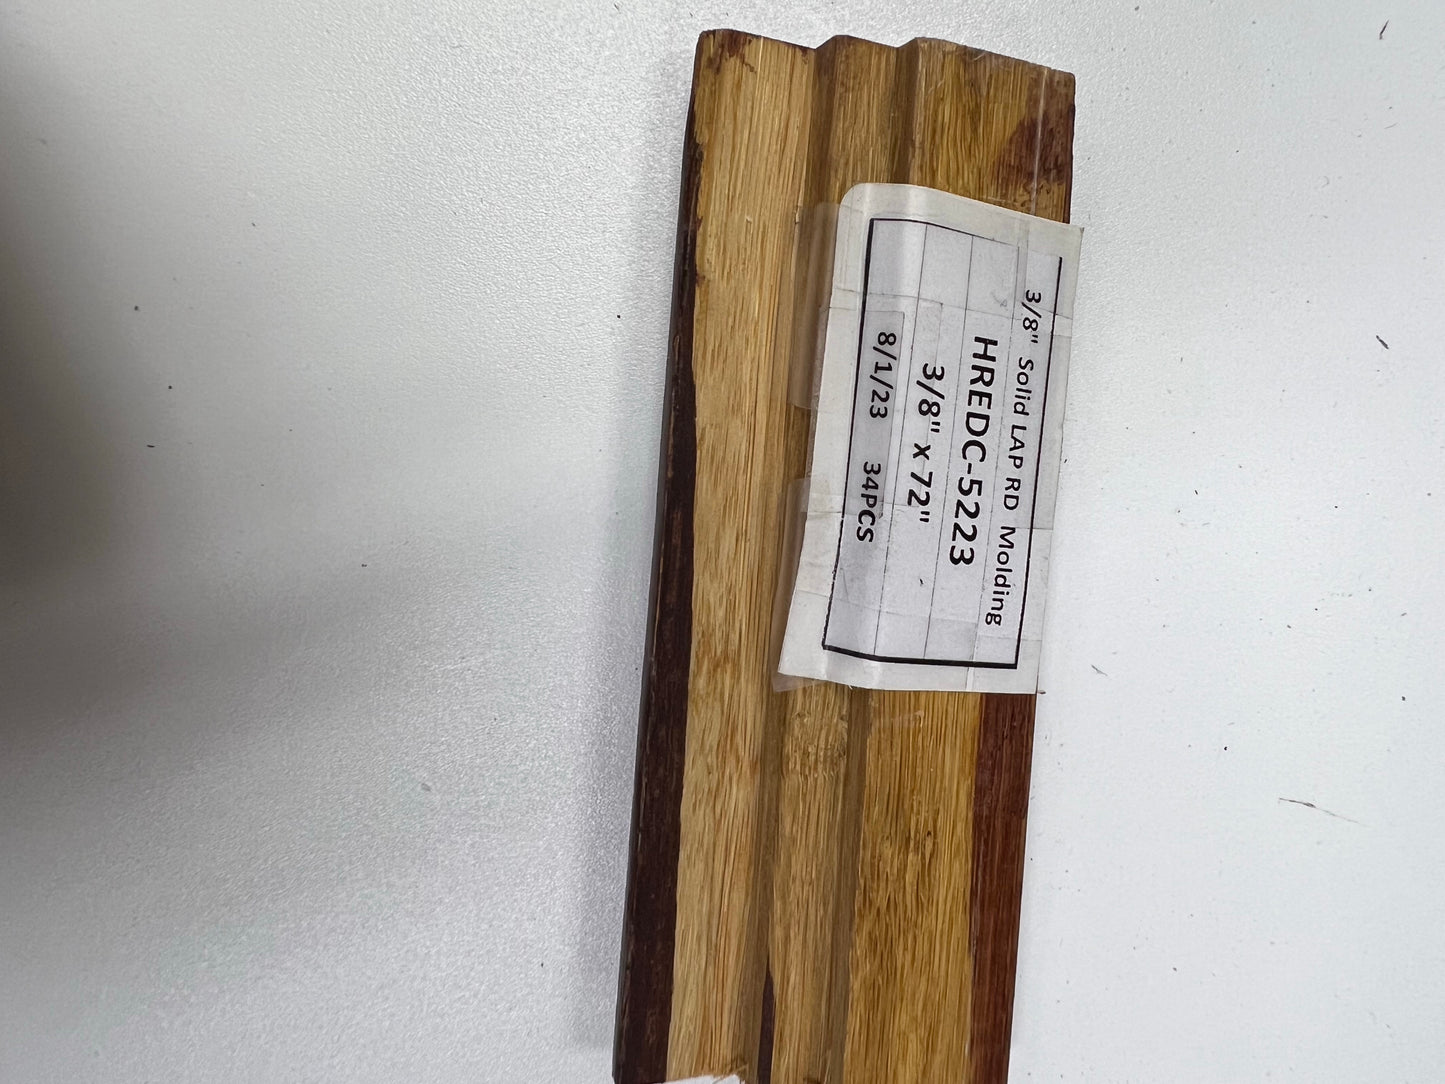 3/8" Solid LAP RD Molding
HREDC-5223
3/8" x 72"
8/1/23 34PCS